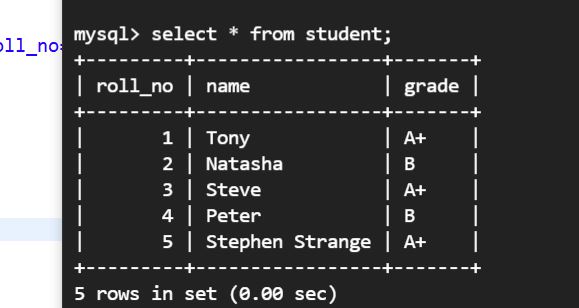 mysql> select * from student;
+---------+-----------------+-------+
| roll_no | name            | grade |
+---------+-----------------+-------+
|       1 | Tony            | A+    |
|       2 | Natasha         | B     |
|       3 | Steve           | A+    |
|       4 | Peter           | B     |
|       5 | Stephen Strange | A+    |
+---------+-----------------+-------+
5 rows in set (0.00 sec)